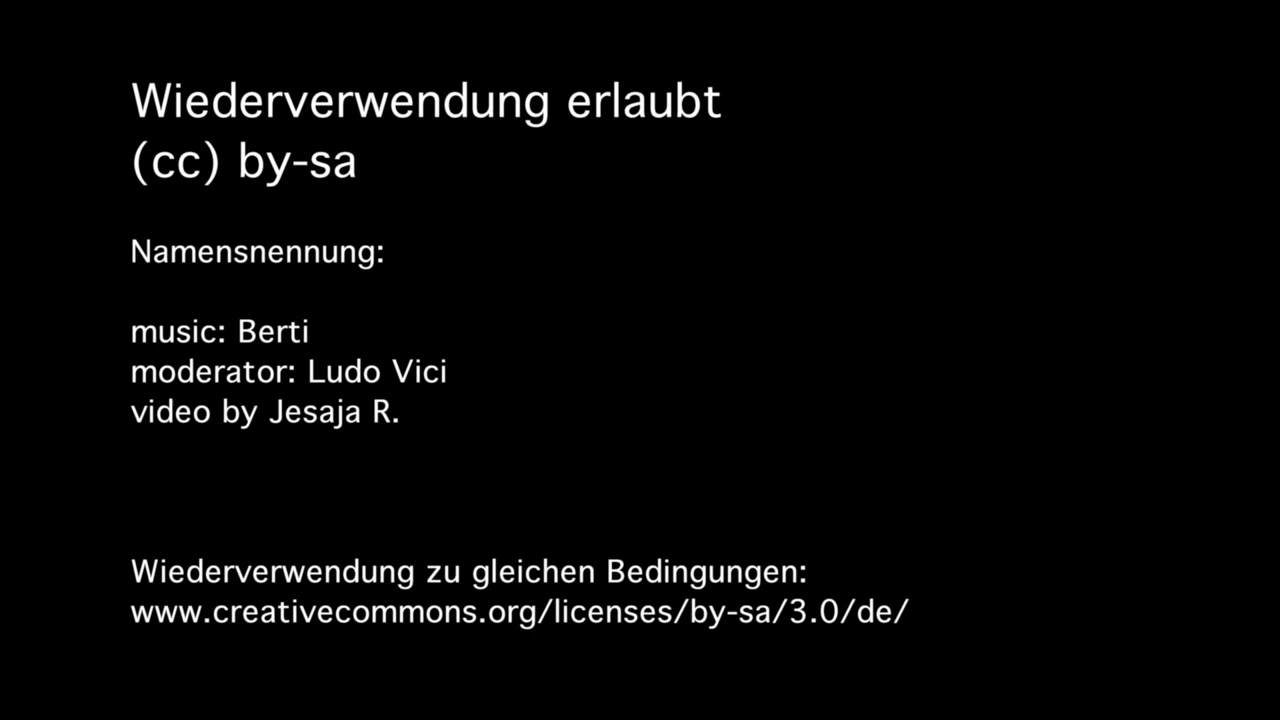 Wiederverwendung erlaubt
(cc) by-sa
Namensnennung:
music: Berti
moderator: Ludo Vici
video by Jesaja R.
Wiederverwendung zu gleichen Bedingungen:
www.creativecommons.org/licenses/by-sa/3.0/de/